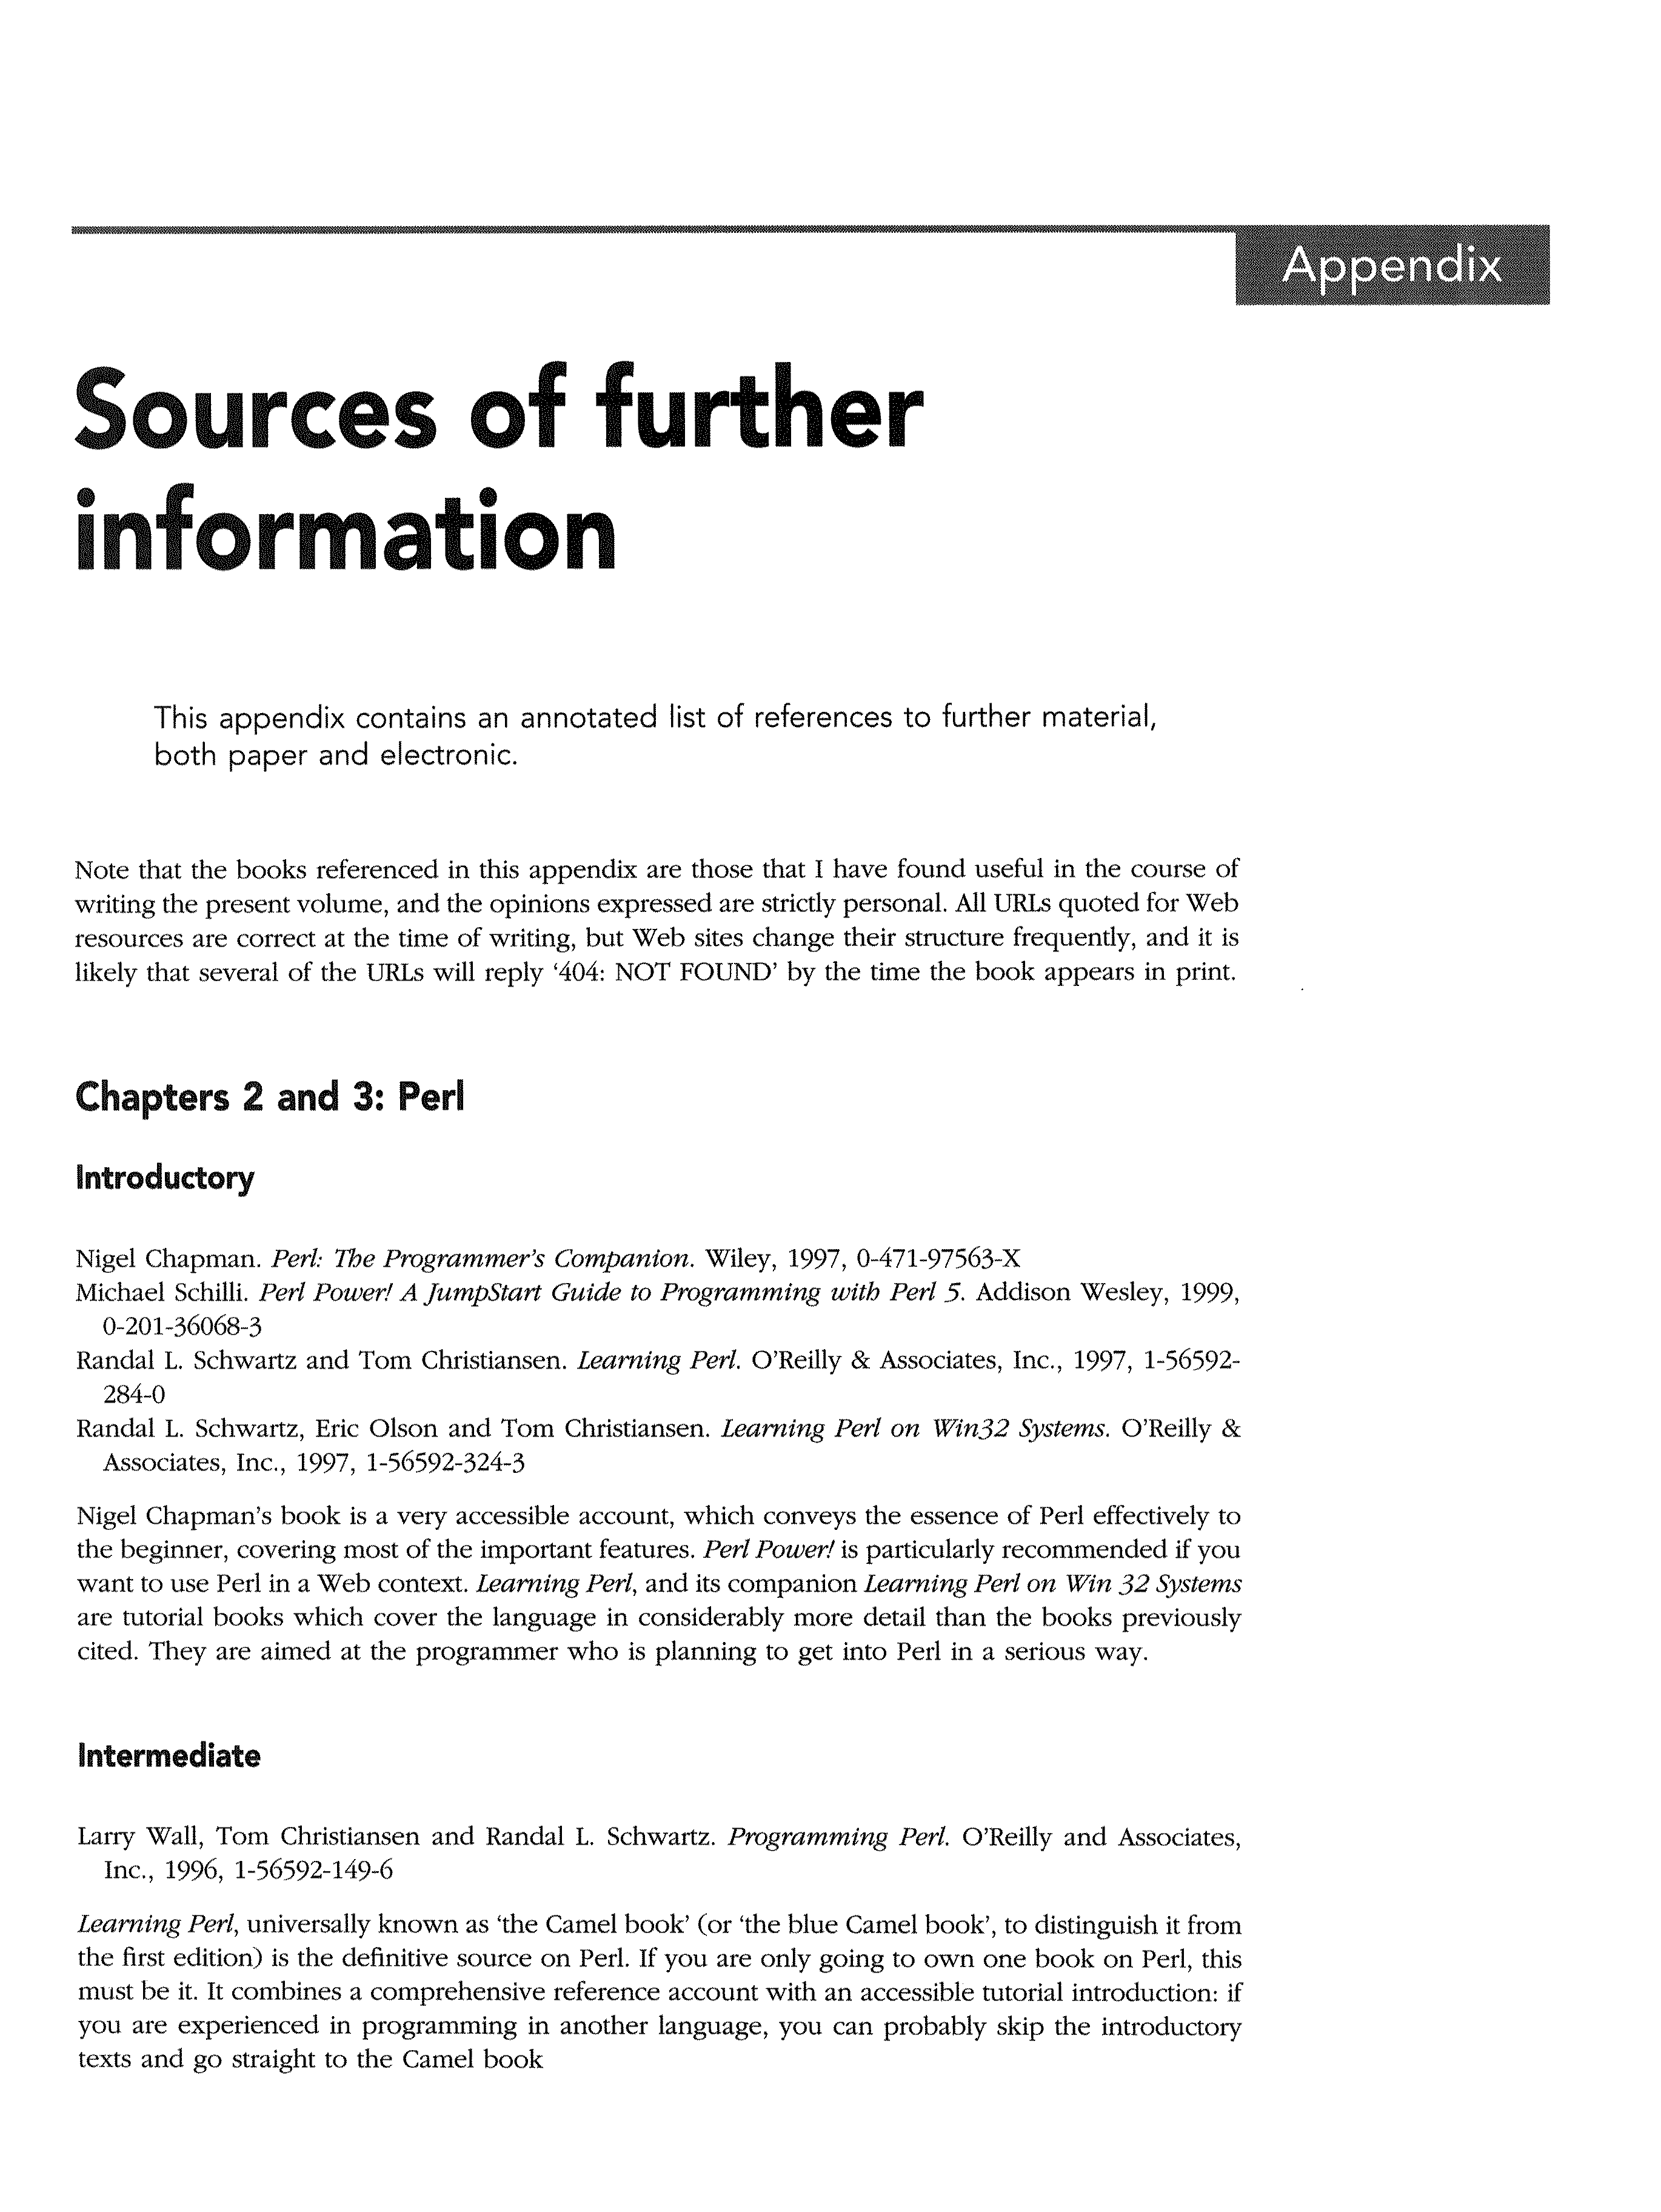 Appendix
Sources of further
information
This appendix contains an annotated list of references to further material,
both paper and electronic.
Note that the books referenced in this appendix are those that I have found useful in the course of
writing the present volume, and the opinions expressed are strictly personal. All URLs quoted for Web
resources are correct at the time of writing, but Web sites change their structure frequently, and it is
likely that several of the URLs will reply ‘404: NOT FOUND’ by the time the book appears in print.
Chapters 2 and 3: Perl
Introductory
Nigel Chapman. Perl: The Programmer’s Companion. Wiley, 1997, 0-471-97563-X
Michael Schilli. Perl Power! A JumpStart Guide to Programming with Perl 5. Addison Wesley, 1999,
0-201-36068-3
Randal L. Schwartz and Tom Christiansen. Learning Perl. O’Reilly & Associates, Inc., 1997, 1-56592-
284-0
Randal L. Schwartz, Eric Olson and Tom Christiansen. Learning Perl on Win32 Systems. O’Reilly &
Associates, Inc., 1997, 1-56592-324-3
Nigel Chapman’s book is a very accessible account, which conveys the essence of Perl effectively to
the beginner, covering most of the important features. Perl Power! is particularly recommended if you
want to use Perl in a Web context. Learning Perl, and its companion Learning Perl on Win 32 Systems
are tutorial books which cover the language in considerably more detail than the books previously
cited. They are aimed at the programmer who is planning to get into Perl in a serious way.
Intermediate
Larry Wall, Tom Christiansen and Randal L. Schwartz. Programming Perl. O’Reilly and Associates,
Inc., 1996, 1-56592-149-6
Learning Perl, universally known as ‘the Camel book’ (or ‘the blue Camel book’, to distinguish it from
the first edition) is the definitive source on Perl. If you are only going to own one book on Perl, this
must be it. It combines a comprehensive reference account with an accessible tutorial introduction: if
you are experienced in programming in another language, you can probably skip the introductory
texts and go straight to the Camel book